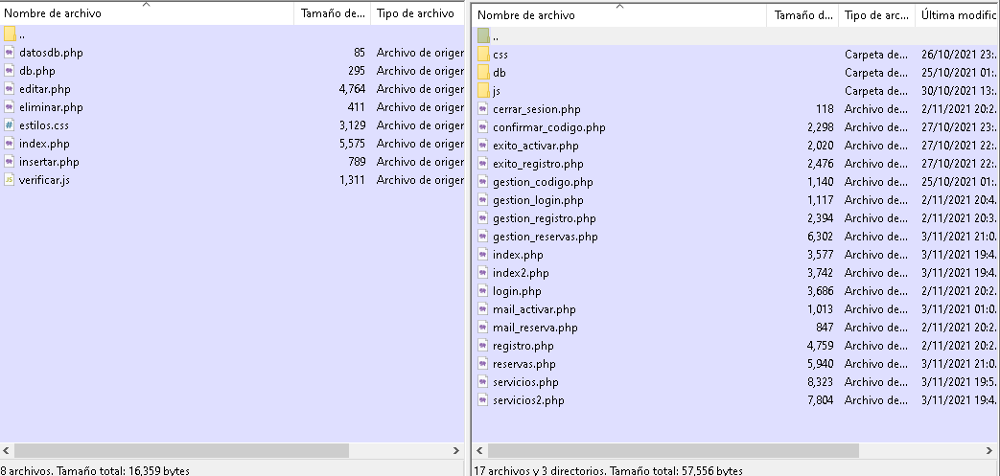 Nombre de archivo Tamaño de... Tipo de archivo
..
datosdb.php 85 Archivo de origer
db.php 295 Archivo de origer
editar.php 4,764 Archivo de origer
eliminar.php 411 Archivo de origer
estilos.css 3,129 Archivo de origer
index.php 5,575 Archivo de origer
insertar.php 789 Archivo de origer
verificar.js 1,311 Archivo de origer
8 archivos. Tamaño total: 16,359 bytes
Nombre de archivo Tamaño d... Tipo de arc... Última modific
..
css Carpeta de... 26/10/2021 23:...
db Carpeta de... 25/10/2021 01:...
js Carpeta de... 30/10/2021 13:...
cerrar_sesion.php 118 Archivo de... 2/11/2021 20:2...
confirmar_codigo.php 2,298 Archivo de... 27/10/2021 23:...
exito_activar.php 2,020 Archivo de... 27/10/2021 22:...
exito_registro.php 2,476 Archivo de... 27/10/2021 22:...
gestion_codigo.php 1,140 Archivo de... 25/10/2021 01:...
gestion_login.php 1,117 Archivo de... 2/11/2021 20:4...
gestion_registro.php 2,394 Archivo de... 2/11/2021 20:3...
gestion_reservas.php 6,302 Archivo de... 3/11/2021 21:0...
index.php 3,577 Archivo de... 3/11/2021 19:4...
index2.php 3,742 Archivo de... 3/11/2021 19:4...
login.php 3,686 Archivo de... 2/11/2021 20:2...
mail_activar.php 1,013 Archivo de... 3/11/2021 01:0...
mail_reserva.php 847 Archivo de... 2/11/2021 20:2...
registro.php 4,759 Archivo de... 2/11/2021 20:2...
reservas.php 5,940 Archivo de... 3/11/2021 21:0...
servicios.php 8,323 Archivo de... 3/11/2021 19:5...
servicios2.php 7,804 Archivo de... 3/11/2021 19:4...
17 archivos y 3 directorios. Tamaño total: 57,556 bytes